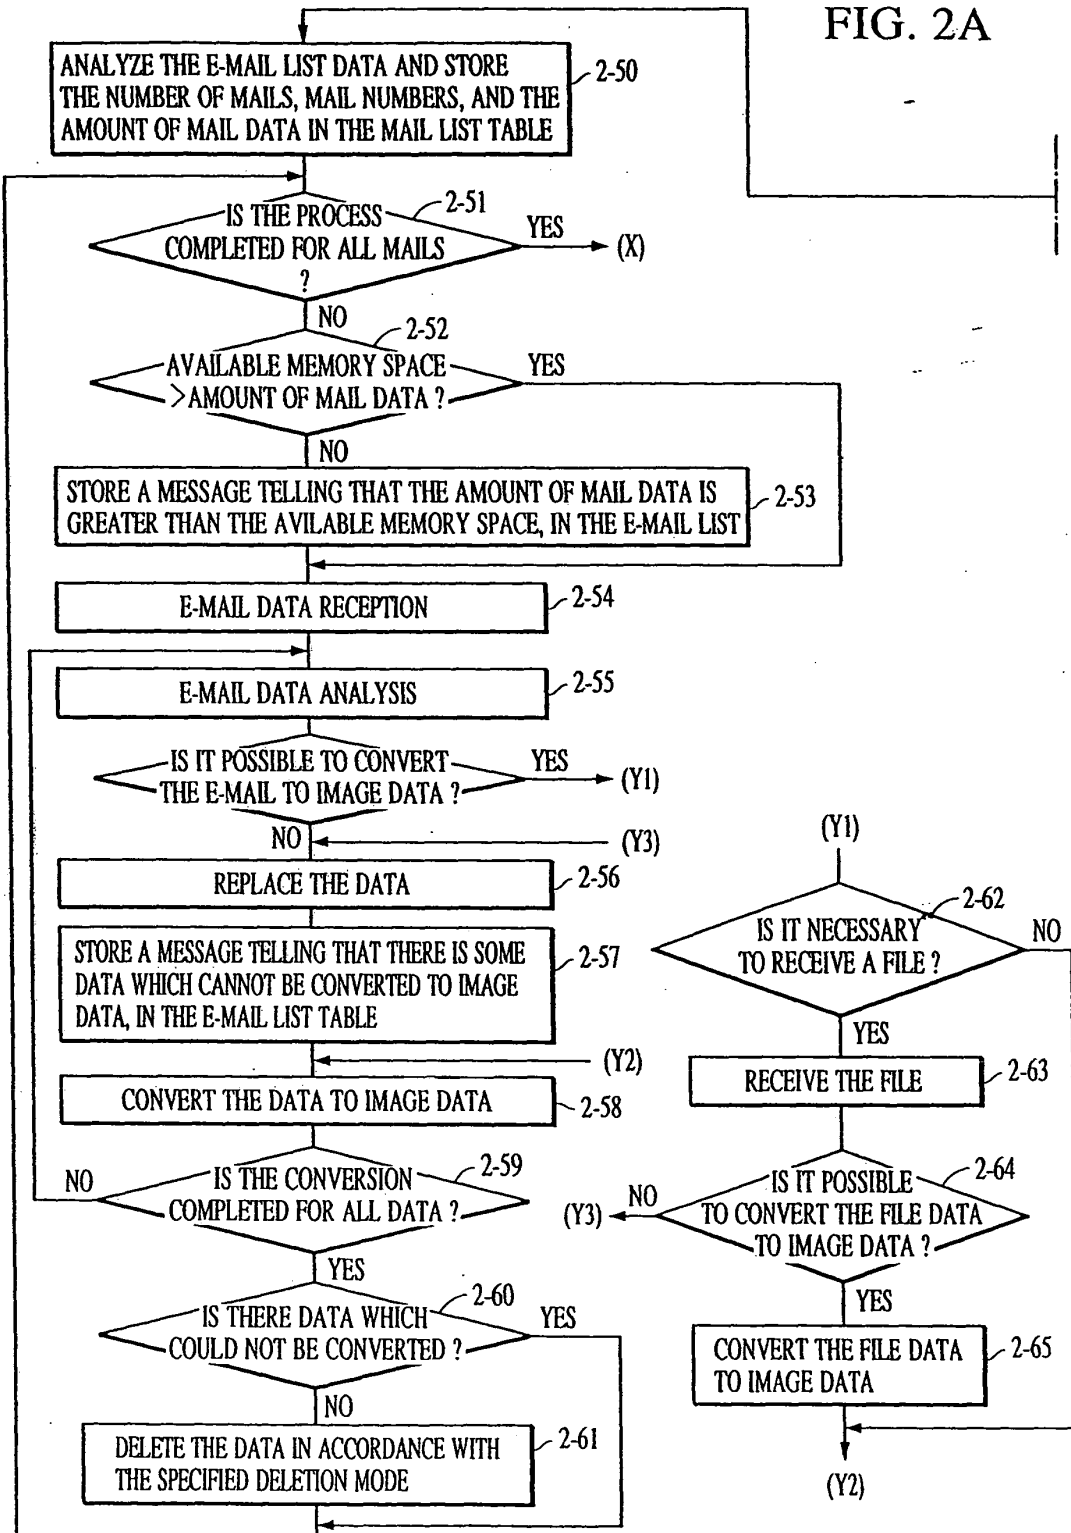 FIG. 2A
ANALYZE THE E-MAIL LIST DATA AND STORE
THE NUMBER OF MAILS, MAIL NUMBERS, AND THE
AMOUNT OF MAIL DATA IN THE MAIL LIST TABLE
2-50
IS THE PROCESS
COMPLETED FOR ALL MAILS
?
2-51
YES
(X)
NO
AVAILABLE MEMORY SPACE
>AMOUNT OF MAIL DATA ?
2-52
YES
NO
STORE A MESSAGE TELLING THAT THE AMOUNT OF MAIL DATA IS
GREATER THAN THE AVILABLE MEMORY SPACE, IN THE E-MAIL LIST
2-53
E-MAIL DATA RECEPTION
2-54
E-MAIL DATA ANALYSIS
2-55
IS IT POSSIBLE TO CONVERT
THE E-MAIL TO IMAGE DATA ?
YES
(Y1)
NO
(Y3)
REPLACE THE DATA
2-56
STORE A MESSAGE TELLING THAT THERE IS SOME
DATA WHICH CANNOT BE CONVERTED TO IMAGE
DATA, IN THE E-MAIL LIST TABLE
2-57
(Y2)
CONVERT THE DATA TO IMAGE DATA
2-58
IS THE CONVERSION
COMPLETED FOR ALL DATA ?
2-59
NO
YES
IS THERE DATA WHICH
COULD NOT BE CONVERTED ?
2-60
YES
NO
DELETE THE DATA IN ACCORDANCE WITH
THE SPECIFIED DELETION MODE
2-61
(Y1)
IS IT NECESSARY
TO RECEIVE A FILE ?
2-62
NO
YES
RECEIVE THE FILE
2-63
IS IT POSSIBLE
TO CONVERT THE FILE DATA
TO IMAGE DATA ?
2-64
NO
(Y3)
YES
CONVERT THE FILE DATA
TO IMAGE DATA
2-65
(Y2)